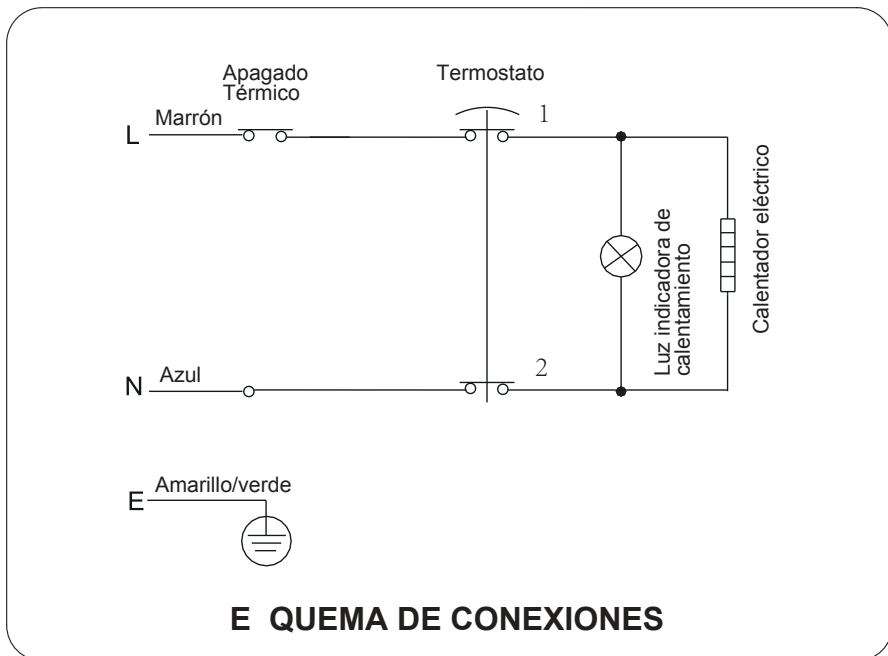 Apagado
Térmico
Termostato
1
L
Marrón
Luz indicadora de
calentamiento
Calentador eléctrico
N
Azul
2
E
Amarillo/verde
E QUEMA DE CONEXIONES